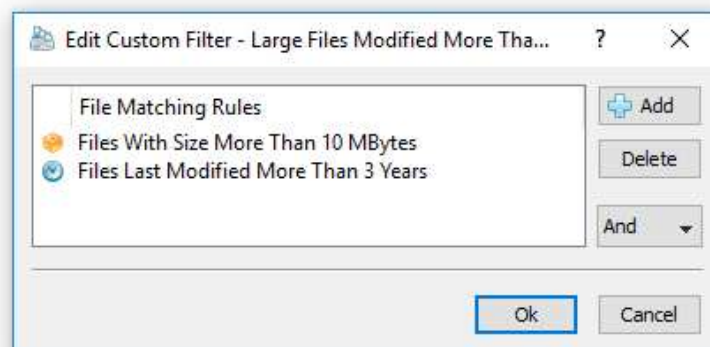 Edit Custom Filter - Large Files Modified More Tha... ?
File Matching Rules
Files With Size More Than 10 MBytes
Files Last Modified More Than 3 Years
Add
Delete
And
Ok
Cancel